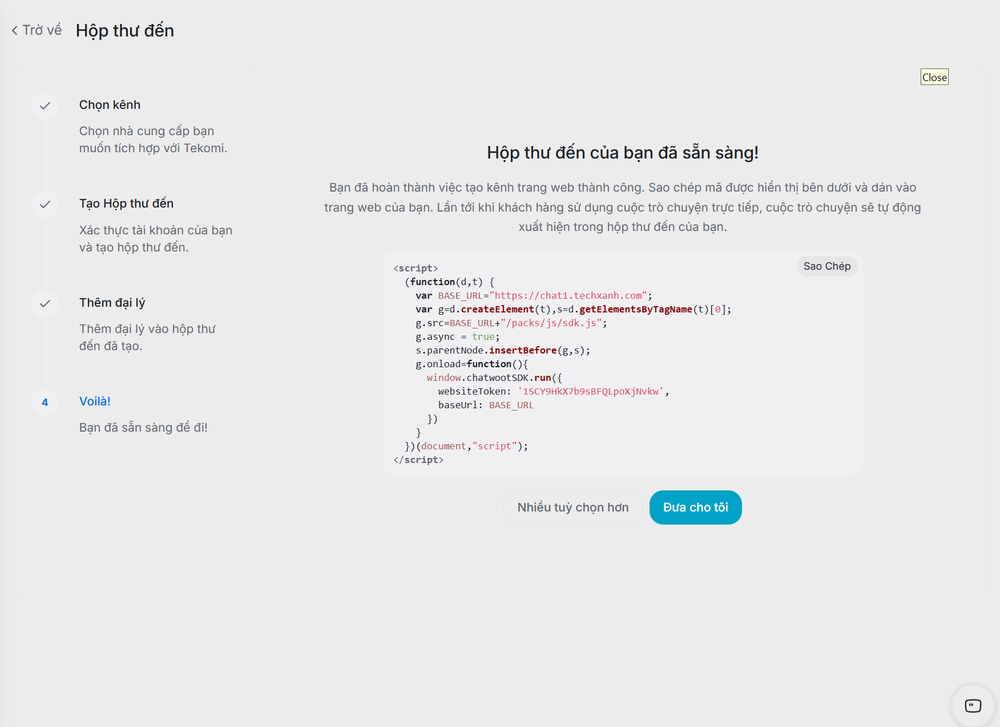 Trờ về Hộp thư đến
Close
Chọn kênh
Chọn nhà cung cấp bạn
muốn tích hợp với Tekomi.
Tạo Hộp thư đến
Xác thực tài khoản của bạn
và tạo hộp thư đến.
Thêm đại lý
Thêm đại lý vào hộp thư
đến đã tạo.
4 Voilà!
Bạn đã sẵn sàng để đi!
Hộp thư đến của bạn đã sẵn sàng!
Bạn đã hoàn thành việc tạo kênh trang web thành công. Sao chép mã được hiển thị bên dưới và dán vào
trang web của bạn. Lần tới khi khách hàng sử dụng cuộc trò chuyện trực tiếp, cuộc trò chuyện sẽ tự động
xuất hiện trong hộp thư đến của bạn.
Sao Chép
<script>
  (function(d,t) {
    var BASE_URL="https://chat1.techxanh.com";
    var g=d.createElement(t),s=d.getElementsByTagName(t)[0];
    g.src=BASE_URL+"/packs/js/sdk.js";
    g.async = true;
    s.parentNode.insertBefore(g,s);
    g.onload=function(){
      window.chatwootSDK.run({
        websiteToken: '1SCY9HkX7b9sBFQLpoXjNvkw',
        baseUrl: BASE_URL
      })
    }
  })(document,"script");
</script>
Nhiều tuỳ chọn hơn
Đưa cho tôi